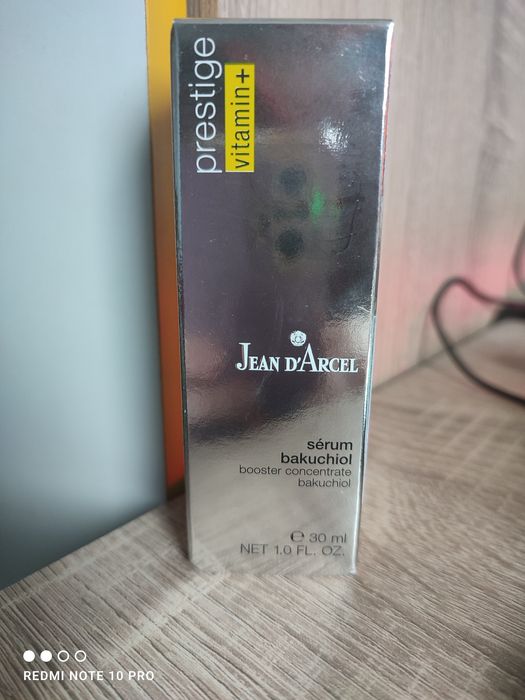 prestige
vitamin+
JEAN D'ARCEL
sérum
bakuchiol
booster concentrate
bakuchiol
℮ 30 ml
NET 1.0 FL. OZ.
REDMI NOTE 10 PRO